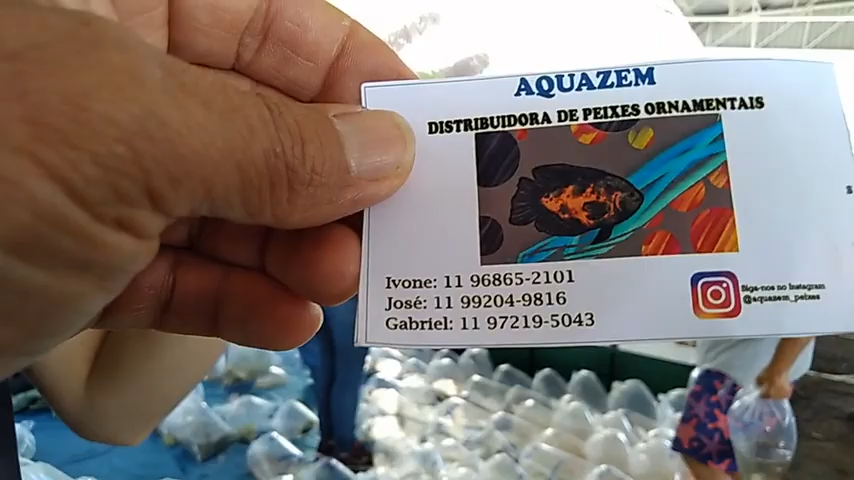 AQUAZEM
DISTRIBUIDORA DE PEIXES ORNAMENTAIS
Ivone: 11 96865-2101
José: 11 99204-9816
Gabriel: 11 97219-5043
Siga-nos no Instagram
@aquazem_peixes